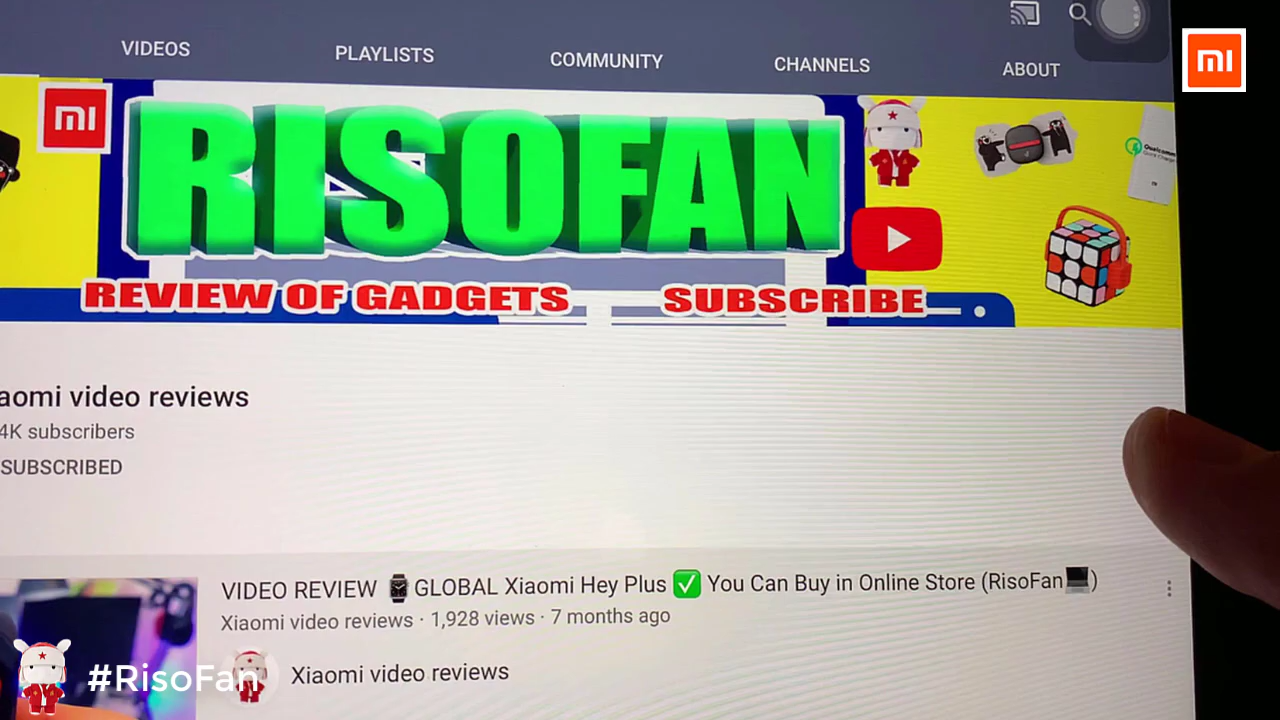 VIDEOS PLAYLISTS COMMUNITY CHANNELS ABOUT
mi
mi
RISOFAN
Qualcomm
REVIEW OF GADGETS SUBSCRIBE
aomi video reviews
4K subscribers
SUBSCRIBED
VIDEO REVIEW ⌚GLOBAL Xiaomi Hey Plus ✅ You Can Buy in Online Store (RisoFan💻)
Xiaomi video reviews · 1,928 views · 7 months ago
Xiaomi video reviews
#RisoFan